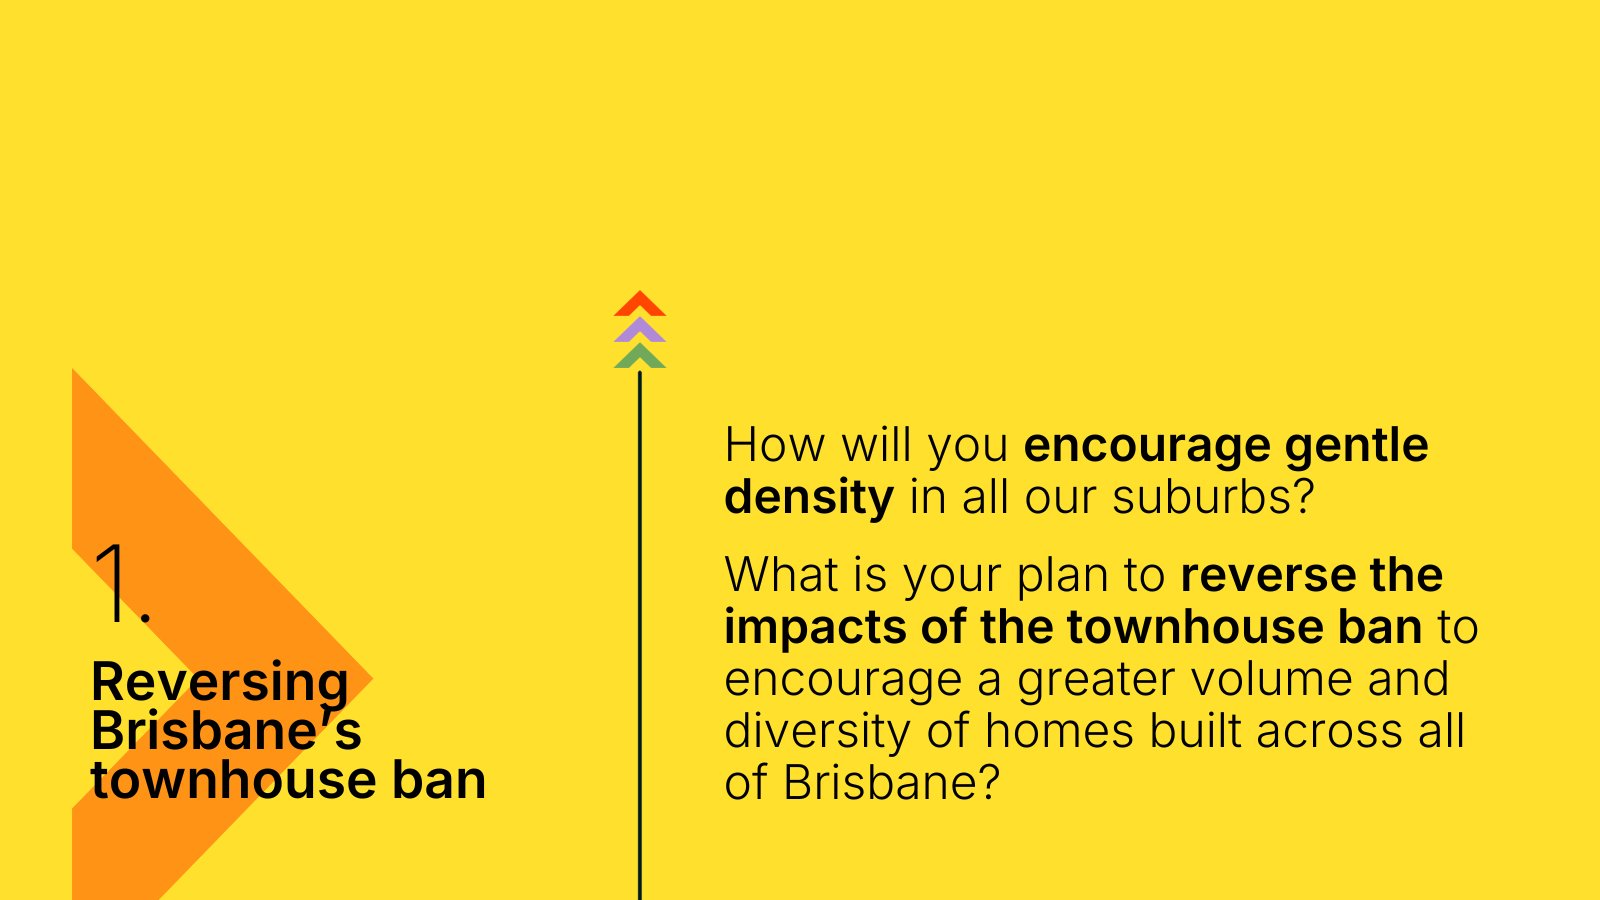 1.
Reversing
Brisbane's
townhouse ban
How will you encourage gentle
density in all our suburbs?
What is your plan to reverse the
impacts of the townhouse ban to
encourage a greater volume and
diversity of homes built across all
of Brisbane?